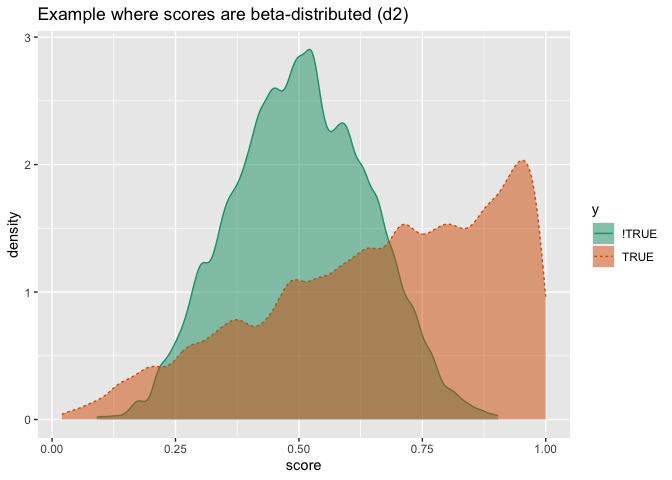 Example where scores are beta-distributed (d2)
3
2
1
0
density
0.00 0.25 0.50 0.75 1.00
score
y
!TRUE
TRUE